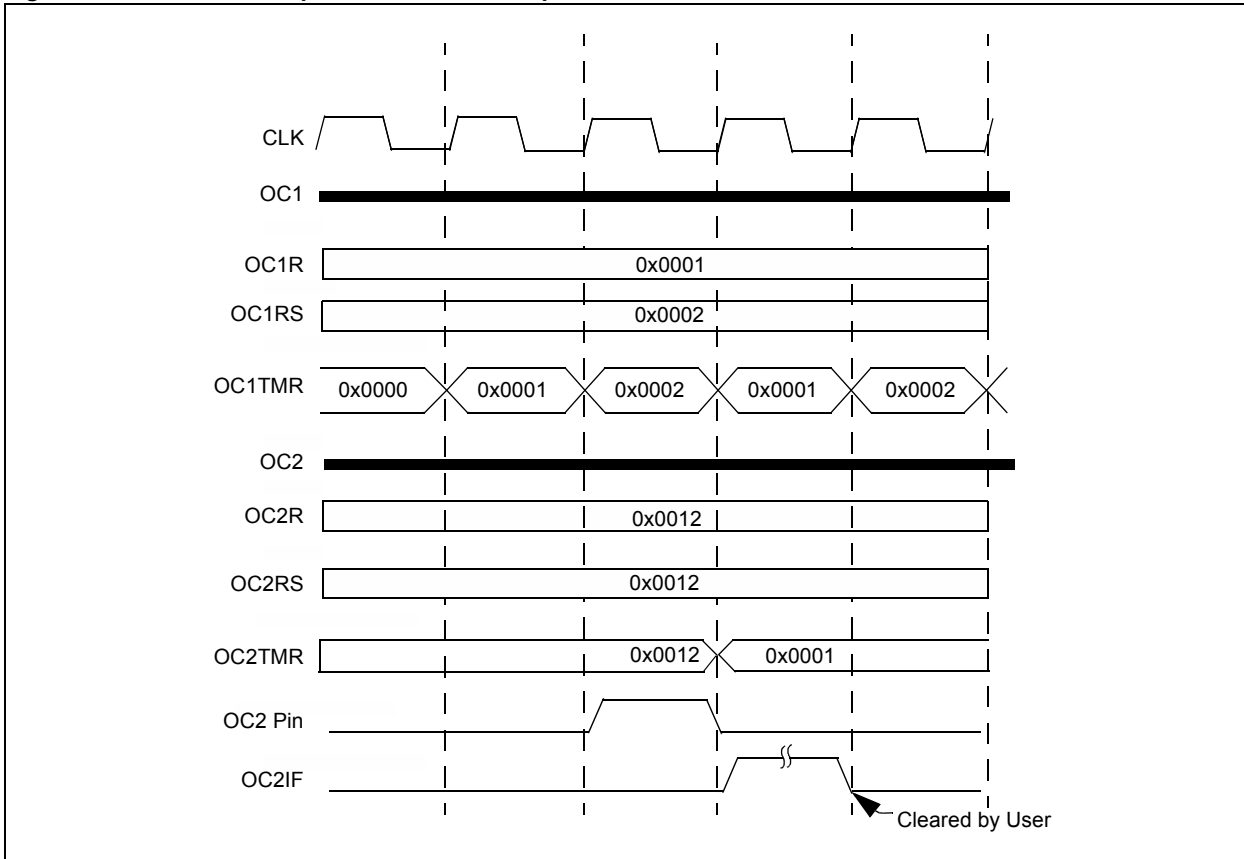 CLK
OC1
OC1R 0x0001
OC1RS 0x0002
OC1TMR 0x0000 0x0001 0x0002 0x0001 0x0002
OC2
OC2R 0x0012
OC2RS 0x0012
OC2TMR 0x0012 0x0001
OC2 Pin
OC2IF
Cleared by User